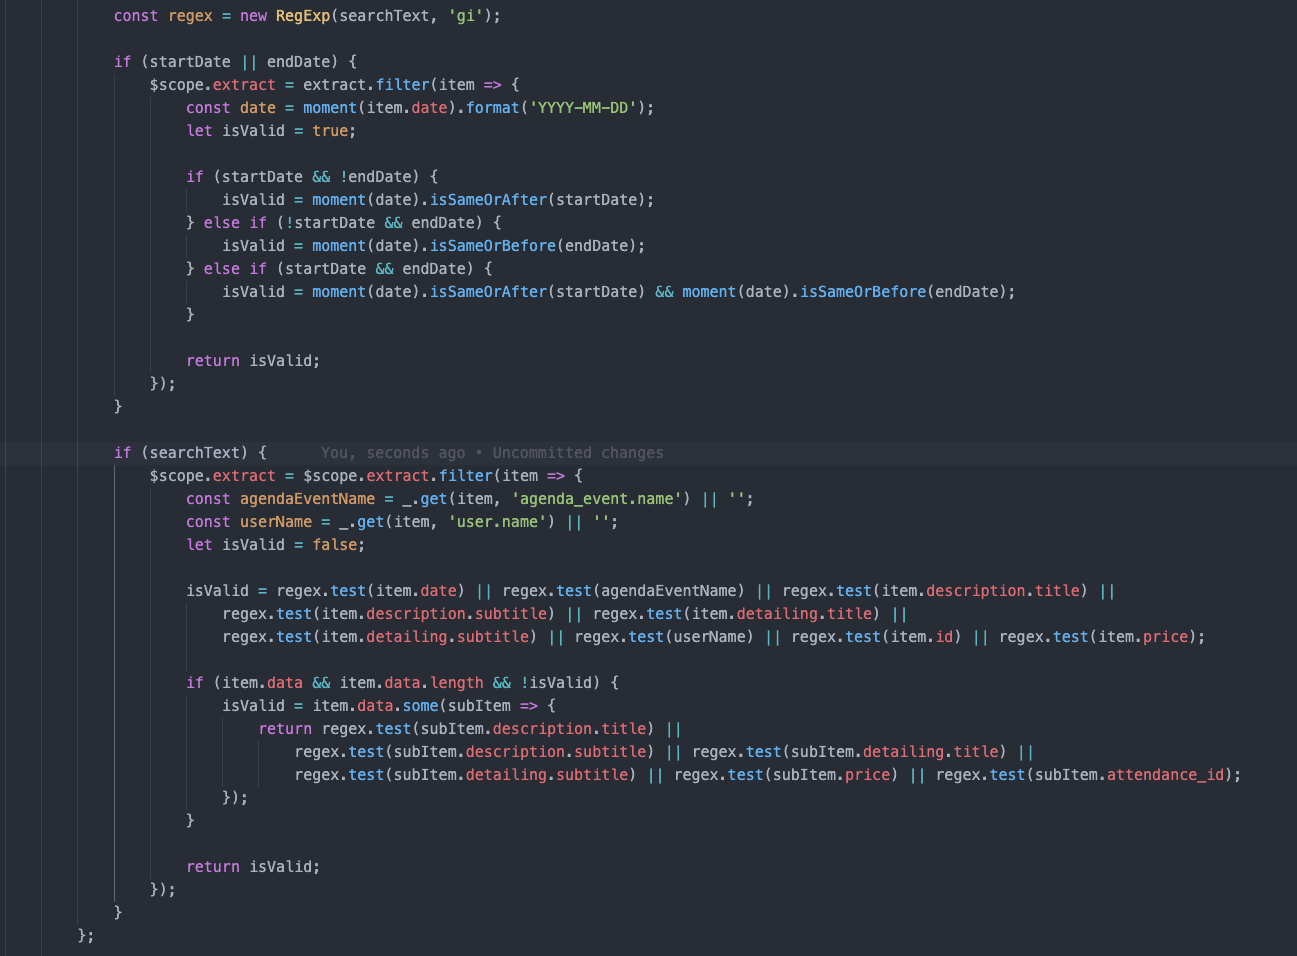 const regex = new RegExp(searchText, 'gi');
if (startDate || endDate) {
$scope.extract = extract.filter(item => {
const date = moment(item.date).format('YYYY-MM-DD');
let isValid = true;
if (startDate && !endDate) {
isValid = moment(date).isSameOrAfter(startDate);
} else if (!startDate && endDate) {
isValid = moment(date).isSameOrBefore(endDate);
} else if (startDate && endDate) {
isValid = moment(date).isSameOrAfter(startDate) && moment(date).isSameOrBefore(endDate);
}
return isValid;
});
}
if (searchText) { You, seconds ago • Uncommitted changes
$scope.extract = $scope.extract.filter(item => {
const agendaEventName = _.get(item, 'agenda_event.name') || '';
const userName = _.get(item, 'user.name') || '';
let isValid = false;
isValid = regex.test(item.date) || regex.test(agendaEventName) || regex.test(item.description.title) ||
regex.test(item.description.subtitle) || regex.test(item.detailing.title) ||
regex.test(item.detailing.subtitle) || regex.test(userName) || regex.test(item.id) || regex.test(item.price);
if (item.data && item.data.length && !isValid) {
isValid = item.data.some(subItem => {
return regex.test(subItem.description.title) ||
regex.test(subItem.description.subtitle) || regex.test(subItem.detailing.title) ||
regex.test(subItem.detailing.subtitle) || regex.test(subItem.price) || regex.test(subItem.attendance_id);
});
}
return isValid;
});
}
};